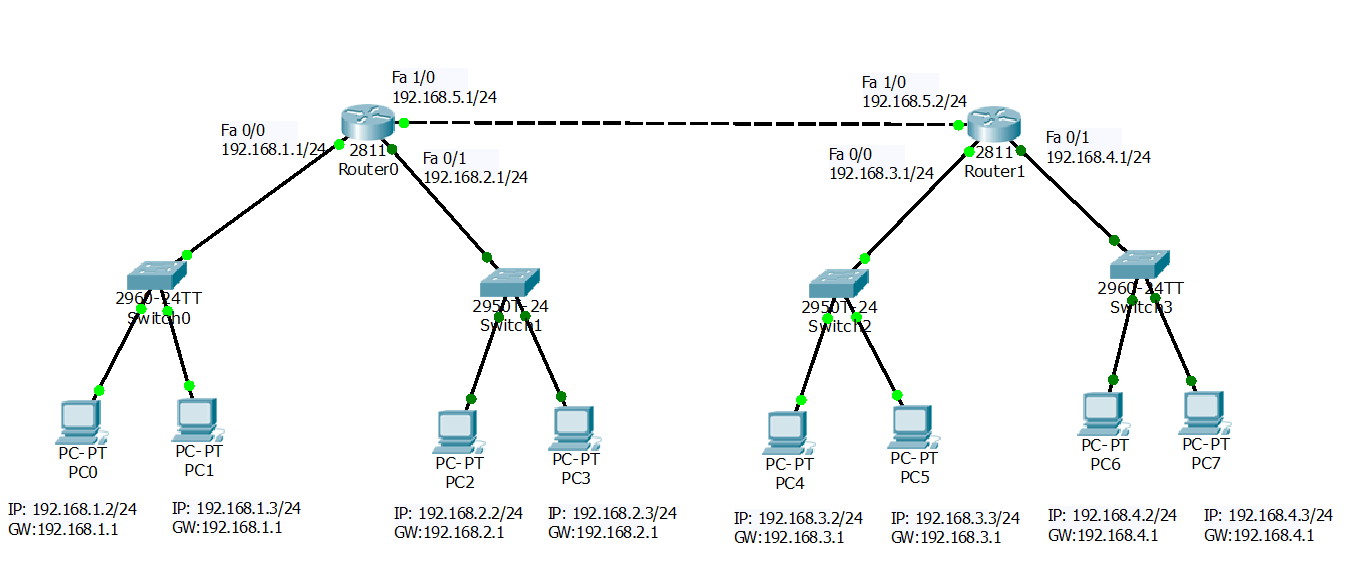 Fa 1/0
192.168.5.1/24
Fa 1/0
192.168.5.2/24
Fa 0/0
192.168.1.1/24
2811
Router0
Fa 0/1
192.168.2.1/24
Fa 0/0
192.168.3.1/24
2811
Router1
Fa 0/1
192.168.4.1/24
2960-24TT
Switch0
2950T-24
Switch1
2950T-24
Switch2
2960-24TT
Switch3
PC-PT
PC0
PC-PT
PC1
PC-PT
PC2
PC-PT
PC3
PC-PT
PC4
PC-PT
PC5
PC-PT
PC6
PC-PT
PC7
IP: 192.168.1.2/24
GW:192.168.1.1
IP: 192.168.1.3/24
GW:192.168.1.1
IP: 192.168.2.2/24
GW:192.168.2.1
IP: 192.168.2.3/24
GW:192.168.2.1
IP: 192.168.3.2/24
GW:192.168.3.1
IP: 192.168.3.3/24
GW:192.168.3.1
IP: 192.168.4.2/24
GW:192.168.4.1
IP: 192.168.4.3/24
GW:192.168.4.1